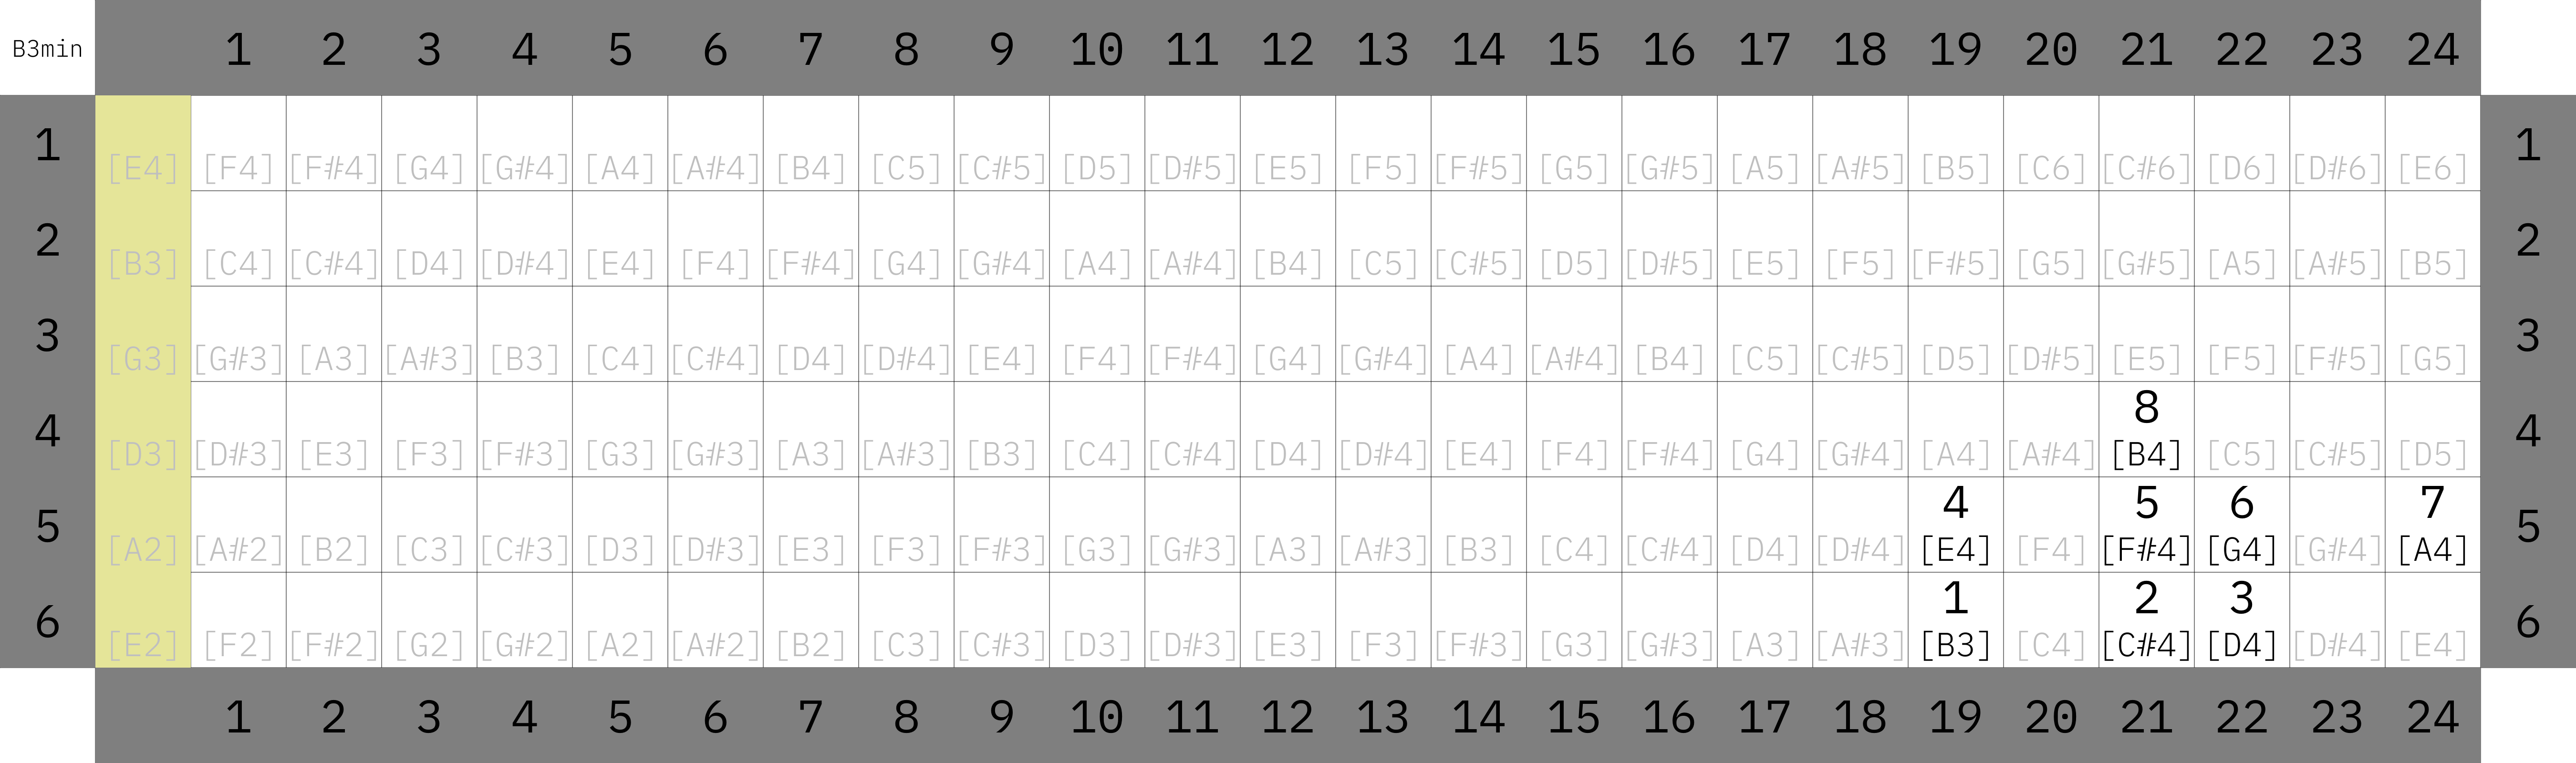 B3min 1 2 3 4 5 6 7 8 9 10 11 12 13 14 15 16 17 18 19 20 21 22 23 24
1 [E4] [F4] [F#4] [G4] [G#4] [A4] [A#4] [B4] [C5] [C#5] [D5] [D#5] [E5] [F5] [F#5] [G5] [G#5] [A5] [A#5] [B5] [C6] [C#6] [D6] [D#6] [E6] 1
2 [B3] [C4] [C#4] [D4] [D#4] [E4] [F4] [F#4] [G4] [G#4] [A4] [A#4] [B4] [C5] [C#5] [D5] [D#5] [E5] [F5] [F#5] [G5] [G#5] [A5] [A#5] [B5] 2
3 [G3] [G#3] [A3] [A#3] [B3] [C4] [C#4] [D4] [D#4] [E4] [F4] [F#4] [G4] [G#4] [A4] [A#4] [B4] [C5] [C#5] [D5] [D#5] [E5] [F5] [F#5] [G5] 3
8
4 [D3] [D#3] [E3] [F3] [F#3] [G3] [G#3] [A3] [A#3] [B3] [C4] [C#4] [D4] [D#4] [E4] [F4] [F#4] [G4] [G#4] [A4] [A#4] [B4] [C5] [C#5] [D5] 4
4 5 6 7
5 [A2] [A#2] [B2] [C3] [C#3] [D3] [D#3] [E3] [F3] [F#3] [G3] [G#3] [A3] [A#3] [B3] [C4] [C#4] [D4] [D#4] [E4] [F4] [F#4] [G4] [G#4] [A4] 5
1 2 3
6 [E2] [F2] [F#2] [G2] [G#2] [A2] [A#2] [B2] [C3] [C#3] [D3] [D#3] [E3] [F3] [F#3] [G3] [G#3] [A3] [A#3] [B3] [C4] [C#4] [D4] [D#4] [E4] 6
1 2 3 4 5 6 7 8 9 10 11 12 13 14 15 16 17 18 19 20 21 22 23 24